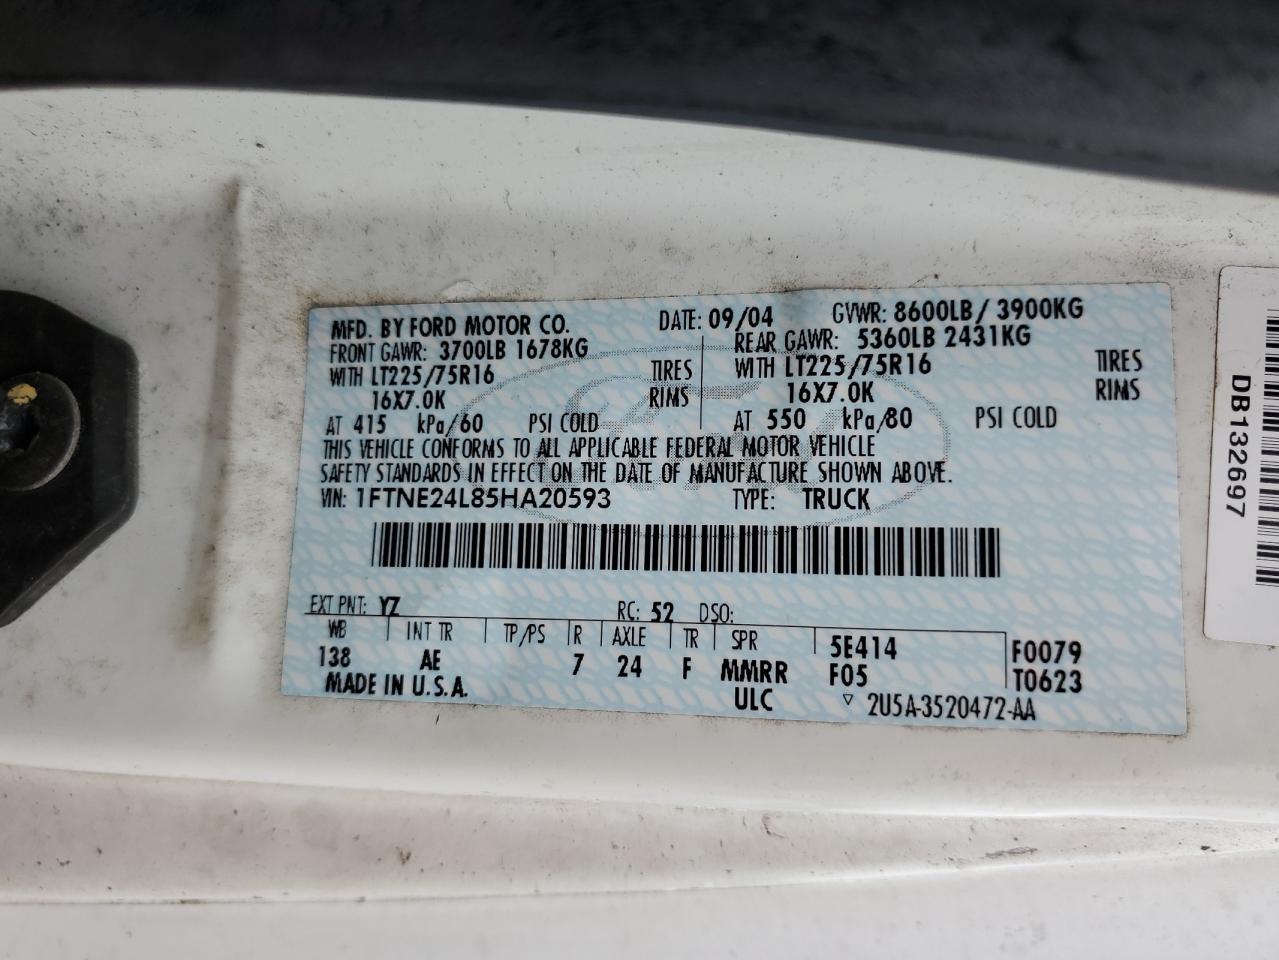 MFD. BY FORD MOTOR CO. DATE: 09/04 GVWR: 8600LB/ 3900KG
FRONT GAWR: 3700LB 1678KG REAR GAWR: 5360LB 2431KG
WITH LT225/75R16 TIRES WITH LT225/75R16 TIRES
16X7.0K RIMS 16X7.0K RIMS
AT 415 kPa/60 PSI COLD AT 550 kPa/80 PSI COLD
THIS VEHICLE CONFORMS TO ALL APPLICABLE FEDERAL MOTOR VEHICLE
SAFETY STANDARDS IN EFFECT ON THE DATE OF MANUFACTURE SHOWN ABOVE.
VIN: 1FTNE24L85HA20593 TYPE: TRUCK
EXT PNT: YZ RC: 52 DSO:
WB INT TR TP/PS R AXLE TR SPR 5E414 F0079
138 AE 7 24 F MMRR F05 T0623
MADE IN U.S.A. ULC ▽ 2U5A-3520472-AA
DB132697